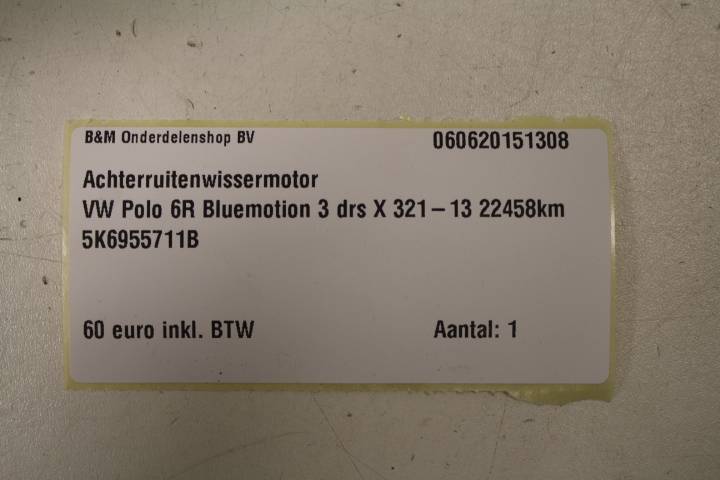 B&M Onderdelenshop BV 060620151308
Achterruitenwissermotor
VW Polo 6R Bluemotion 3 drs X 321-13 22458km
5K6955711B
60 euro inkl. BTW Aantal: 1